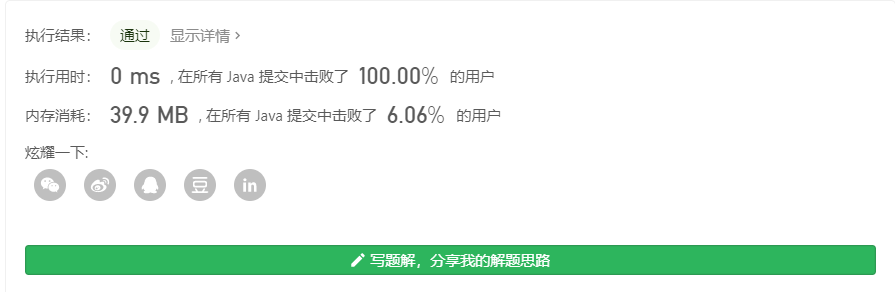 执行结果： 通过 显示详情 ›
执行用时： 0 ms , 在所有 Java 提交中击败了 100.00% 的用户
内存消耗： 39.9 MB , 在所有 Java 提交中击败了 6.06% 的用户
炫耀一下:
豆 in
写题解，分享我的解题思路